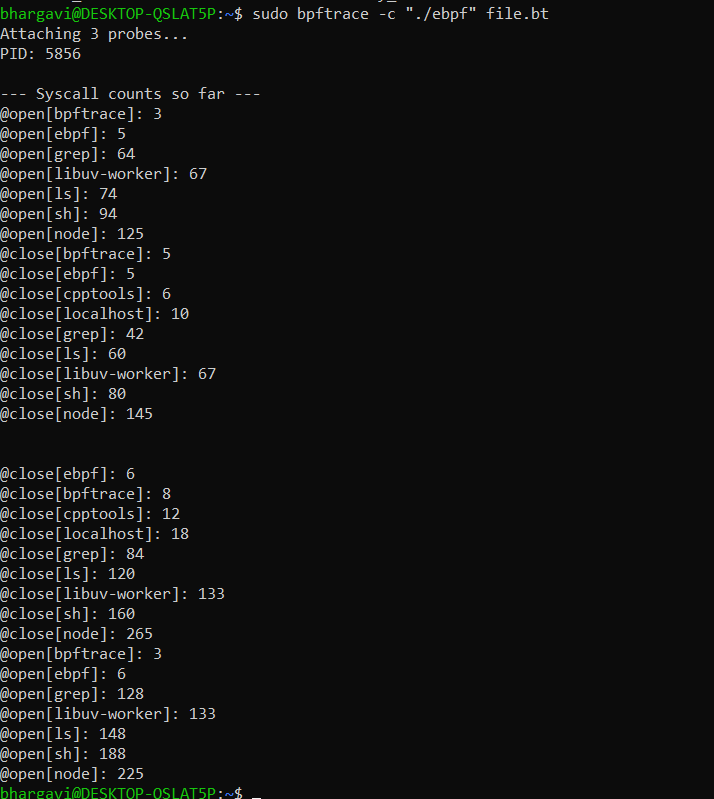 bhargavi@DESKTOP-QSLAT5P:~$ sudo bpftrace -c "./ebpf" file.bt
Attaching 3 probes...
PID: 5856
--- Syscall counts so far ---
@open[bpftrace]: 3
@open[ebpf]: 5
@open[grep]: 64
@open[libuv-worker]: 67
@open[ls]: 74
@open[sh]: 94
@open[node]: 125
@close[bpftrace]: 5
@close[ebpf]: 5
@close[cpptools]: 6
@close[localhost]: 10
@close[grep]: 42
@close[ls]: 60
@close[libuv-worker]: 67
@close[sh]: 80
@close[node]: 145
@close[ebpf]: 6
@close[bpftrace]: 8
@close[cpptools]: 12
@close[localhost]: 18
@close[grep]: 84
@close[ls]: 120
@close[libuv-worker]: 133
@close[sh]: 160
@close[node]: 265
@open[bpftrace]: 3
@open[ebpf]: 6
@open[grep]: 128
@open[libuv-worker]: 133
@open[ls]: 148
@open[sh]: 188
@open[node]: 225
bhargavi@DESKTOP-QSLAT5P:~$ _